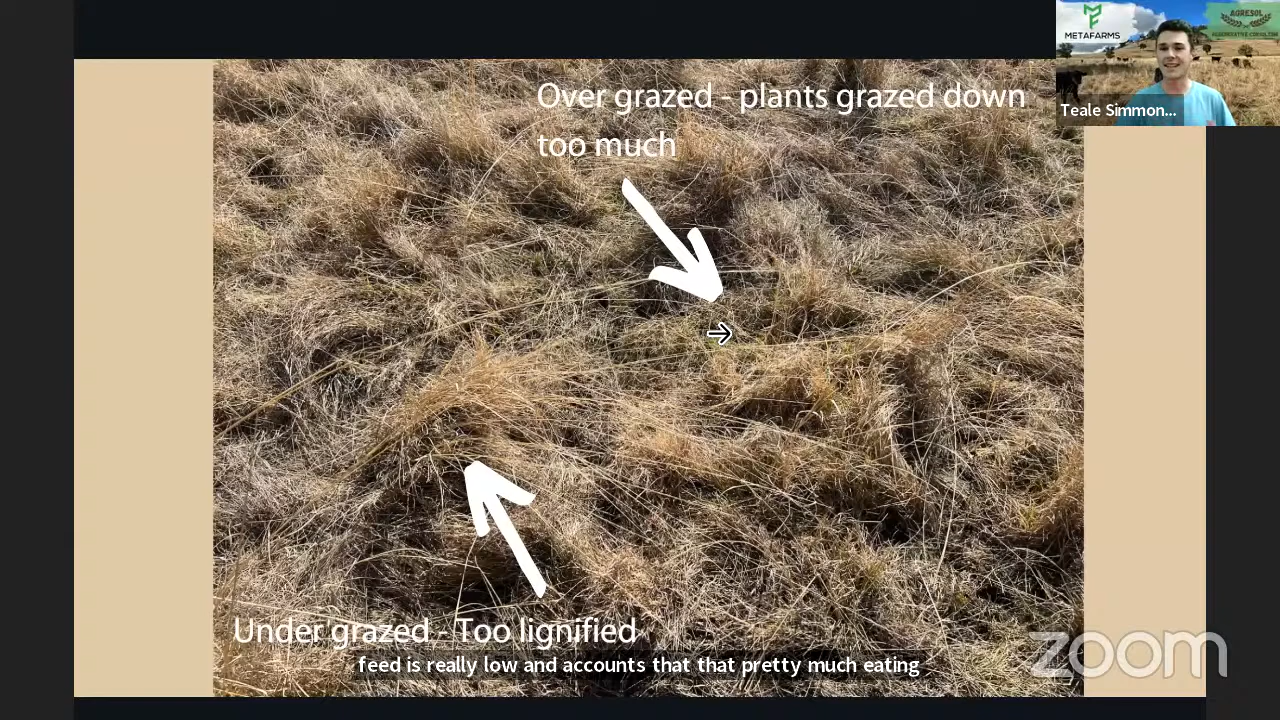 Over grazed - plants grazed down
too much
METAFARMS
AGRESOL
Teale Simmon...
Under grazed - Too lignified
feed is really low and accounts that that pretty much eating
zoom